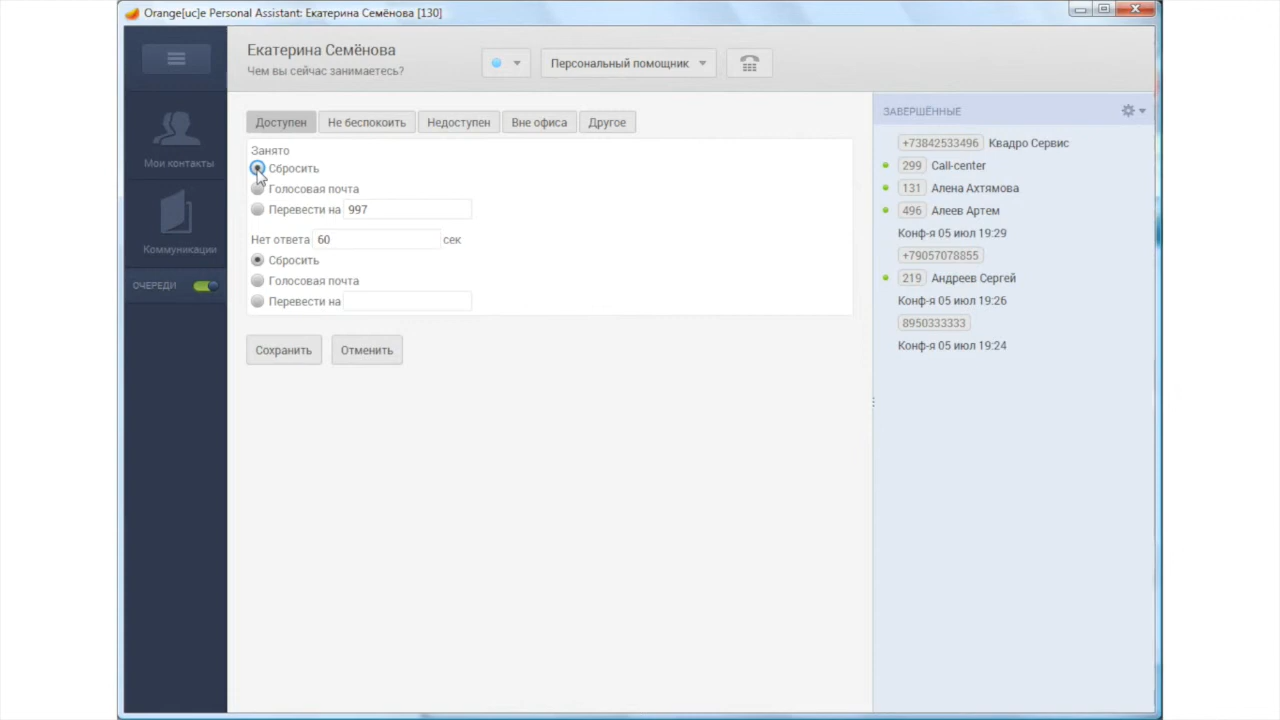 Orange[uc]e Personal Assistant: Екатерина Семёнова [130]
Екатерина Семёнова
Чем вы сейчас занимаетесь?
Персональный помощник
Мои контакты
Коммуникации
ОЧЕРЕДИ
Доступен
Не беспокоить
Недоступен
Вне офиса
Другое
Занято
Сбросить
Голосовая почта
Перевести на 997
Нет ответа 60 сек
Сбросить
Голосовая почта
Перевести на
Сохранить
Отменить
ЗАВЕРШЁННЫЕ
+73842533496 Квадро Сервис
299 Call-center
131 Алена Ахтямова
496 Алеев Артем
Конф-я 05 июл 19:29
+79057078855
219 Андреев Сергей
Конф-я 05 июл 19:26
8950333333
Конф-я 05 июл 19:24